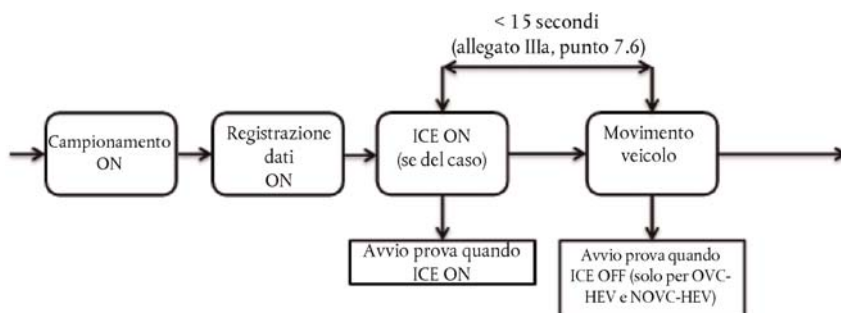 < 15 secondi
(allegato IIIa, punto 7.6)
Campionamento
ON
Registrazione
dati
ON
ICE ON
(se del caso)
Movimento
veicolo
Avvio prova quando
ICE ON
Avvio prova quando
ICE OFF (solo per OVC-
HEV e NOVC-HEV)